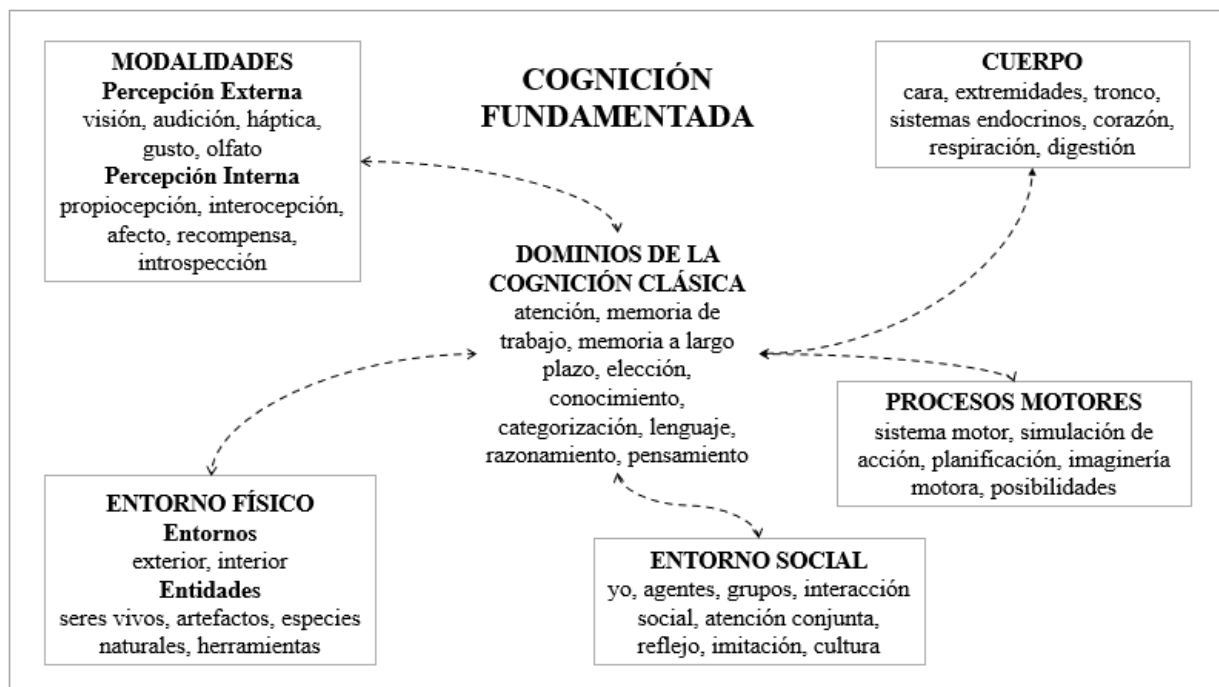 MODALIDADES
Percepción Externa
visión, audición, háptica,
gusto, olfato
Percepción Interna
propiocepción, interocepción,
afecto, recompensa,
introspección
COGNICIÓN
FUNDAMENTADA
CUERPO
cara, extremidades, tronco,
sistemas endocrinos, corazón,
respiración, digestión
DOMINIOS DE LA
COGNICIÓN CLÁSICA
atención, memoria de
trabajo, memoria a largo
plazo, elección,
conocimiento,
categorización, lenguaje,
razonamiento, pensamiento
PROCESOS MOTORES
sistema motor, simulación de
acción, planificación, imaginería
motora, posibilidades
ENTORNO FÍSICO
Entornos
exterior, interior
Entidades
seres vivos, artefactos, especies
naturales, herramientas
ENTORNO SOCIAL
yo, agentes, grupos, interacción
social, atención conjunta,
reflejo, imitación, cultura